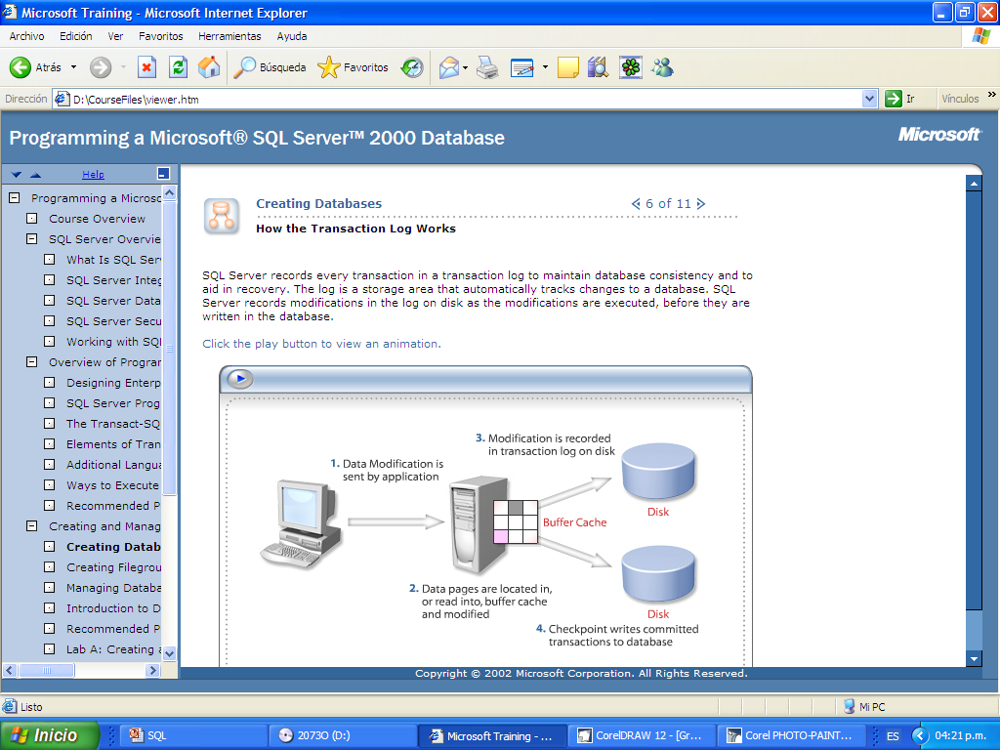 Microsoft Training - Microsoft Internet Explorer
Archivo Edición Ver Favoritos Herramientas Ayuda
Atrás Búsqueda Favoritos
Dirección D:\CourseFiles\viewer.htm Ir Vínculos »
Programming a Microsoft® SQL Server™ 2000 Database
Microsoft
Help
Programming a Microsc
Course Overview
SQL Server Overvie
What Is SQL Ser
SQL Server Integ
SQL Server Data
SQL Server Secu
Working with SQ
Overview of Program
Designing Enterp
SQL Server Prog
The Transact-SQ
Elements of Tran
Additional Langua
Ways to Execute
Recommended P
Creating and Manag
Creating Datab
Creating Filegrou
Managing Databa
Introduction to D
Recommended P
Lab A: Creating a
Creating Databases
6 of 11
How the Transaction Log Works
SQL Server records every transaction in a transaction log to maintain database consistency and to
aid in recovery. The log is a storage area that automatically tracks changes to a database. SQL
Server records modifications in the log on disk as the modifications are executed, before they are
written in the database.
Click the play button to view an animation.
1. Data Modification is
sent by application
2. Data pages are located in,
or read into, buffer cache
and modified
3. Modification is recorded
in transaction log on disk
Buffer Cache
Disk
Disk
4. Checkpoint writes committed
transactions to database
Copyright © 2002 Microsoft Corporation. All Rights Reserved.
Listo Mi PC
Inicio SQL 2073O (D:) Microsoft Training - ... CorelDRAW 12 - [Gr... Corel PHOTO-PAINT... ES 04:21 p.m.